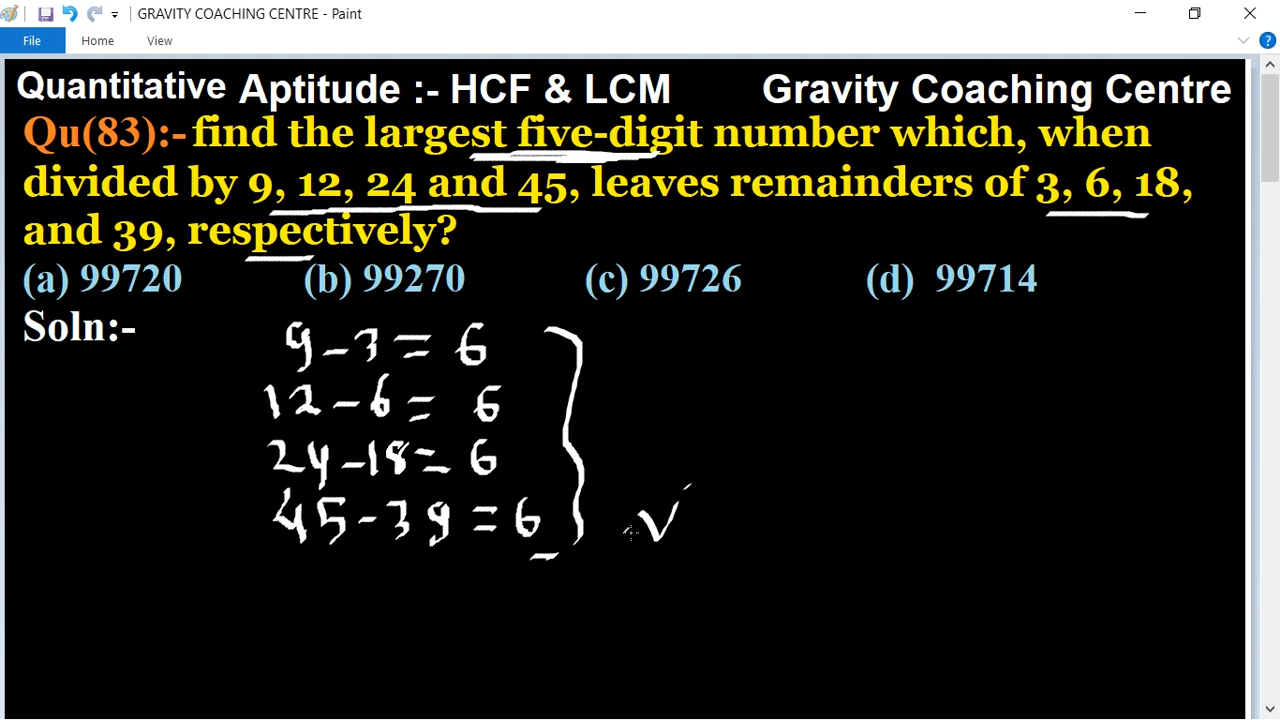 GRAVITY COACHING CENTRE - Paint
File Home View
Quantitative Aptitude :- HCF & LCM Gravity Coaching Centre
Qu(83):- find the largest five-digit number which, when
divided by 9, 12, 24 and 45, leaves remainders of 3, 6, 18,
and 39, respectively?
(a) 99720 (b) 99270 (c) 99726 (d) 99714
Soln:-
9-3=6
12-6=6
24-18=6
45-39=6